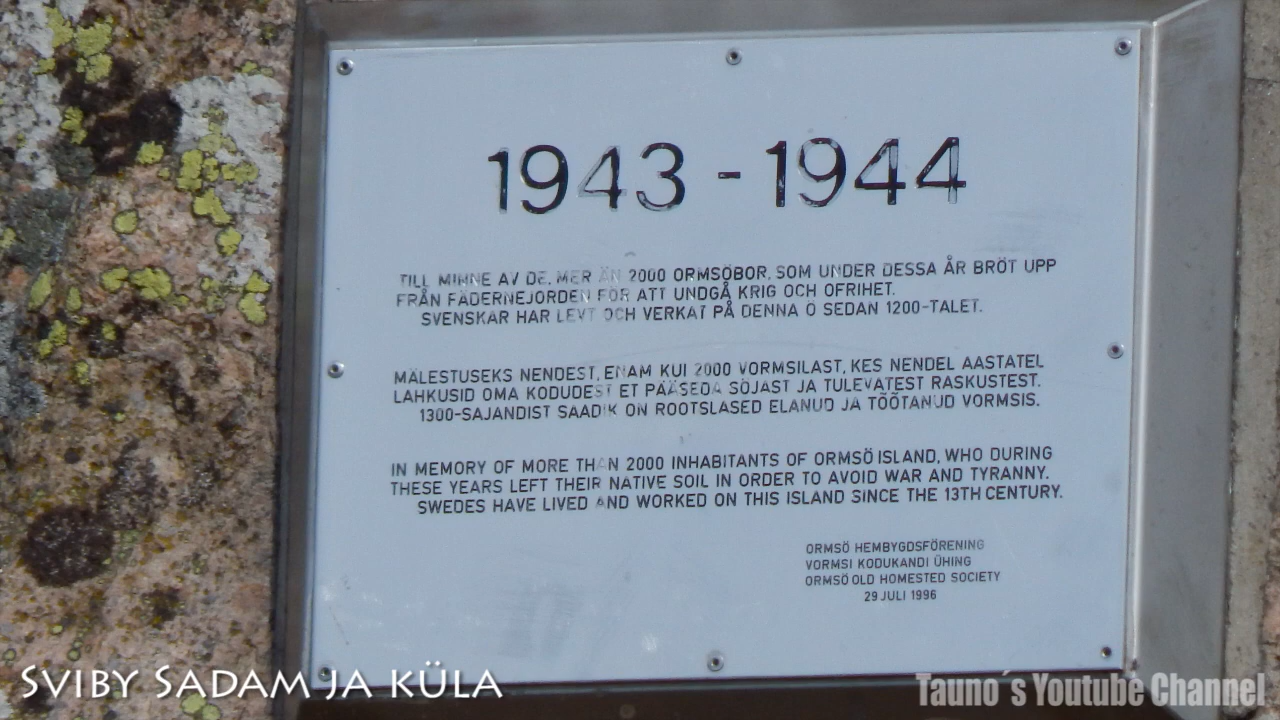 1943 - 1944
TILL MINNE AV DE, MER ÄN 2000 ORMSÖBOR, SOM UNDER DESSA ÅR BRÖT UPP
FRÅN FÄDERNEJORDEN FÖR ATT UNDGÅ KRIG OCH OFRIHET.
SVENSKAR HAR LEVT OCH VERKAT PÅ DENNA Ö SEDAN 1200-TALET.
MÄLESTUSEKS NENDEST, ENAM KUI 2000 VORMSILAST, KES NENDEL AASTATEL
LAHKUSID OMA KODUDEST ET PÄÄSEDA SÕJAST JA TULEVATEST RASKUSTEST.
1300-SAJANDIST SAADIK ON ROOTSLASED ELANUD JA TÖÖTANUD VORMSIS.
IN MEMORY OF MORE THAN 2000 INHABITANTS OF ORMSÖ ISLAND, WHO DURING
THESE YEARS LEFT THEIR NATIVE SOIL IN ORDER TO AVOID WAR AND TYRANNY.
SWEDES HAVE LIVED AND WORKED ON THIS ISLAND SINCE THE 13TH CENTURY.
ORMSÖ HEMBYGDSFÖRENING
VORMSI KODUKANDI ÜHING
ORMSÖ OLD HOMESTED SOCIETY
29 JULI 1996
SVIBY SADAM JA KÜLA
Tauno´s Youtube Channel